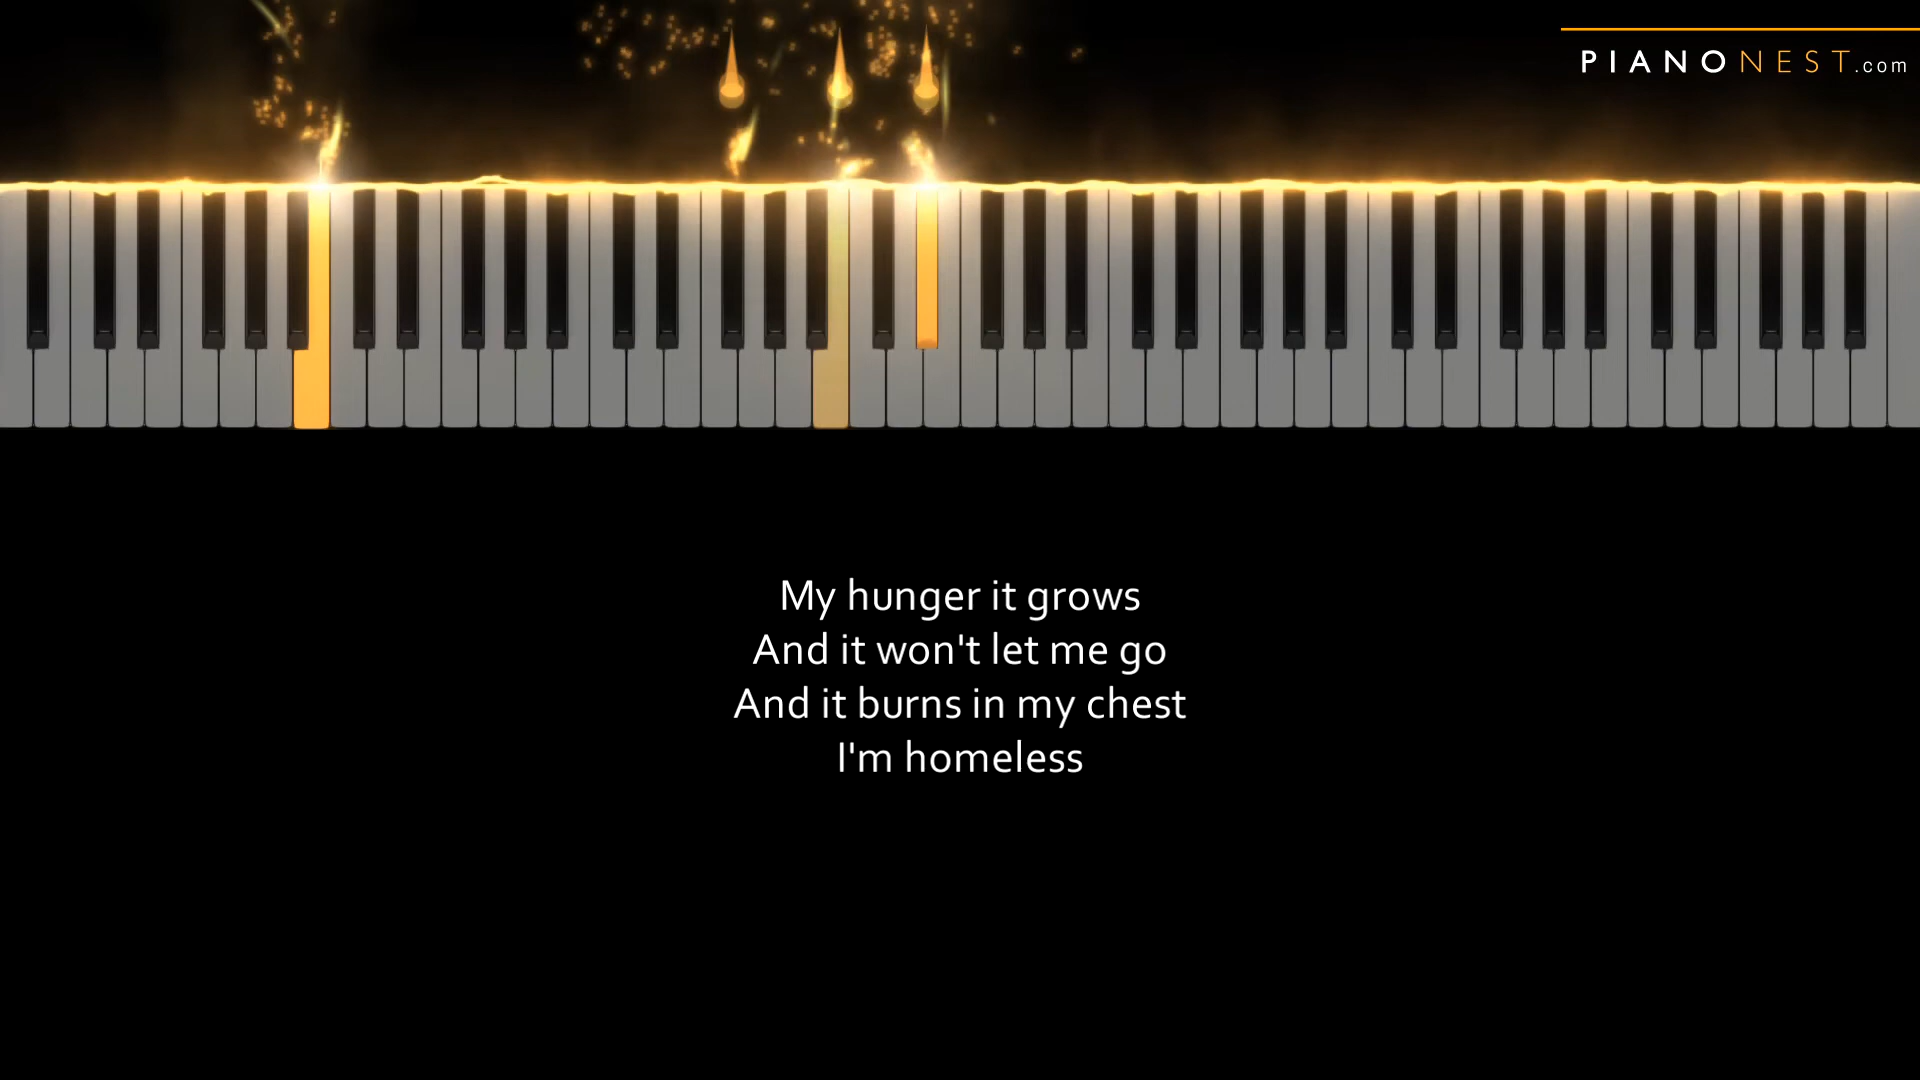 PIANONEST.com
My hunger it grows
And it won't let me go
And it burns in my chest
I'm homeless